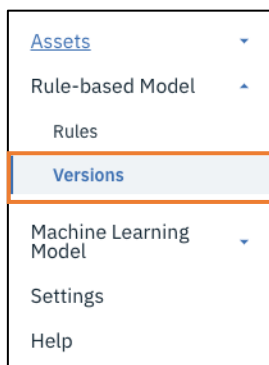 Assets
Rule-based Model
Rules
Versions
Machine Learning
Model
Settings
Help